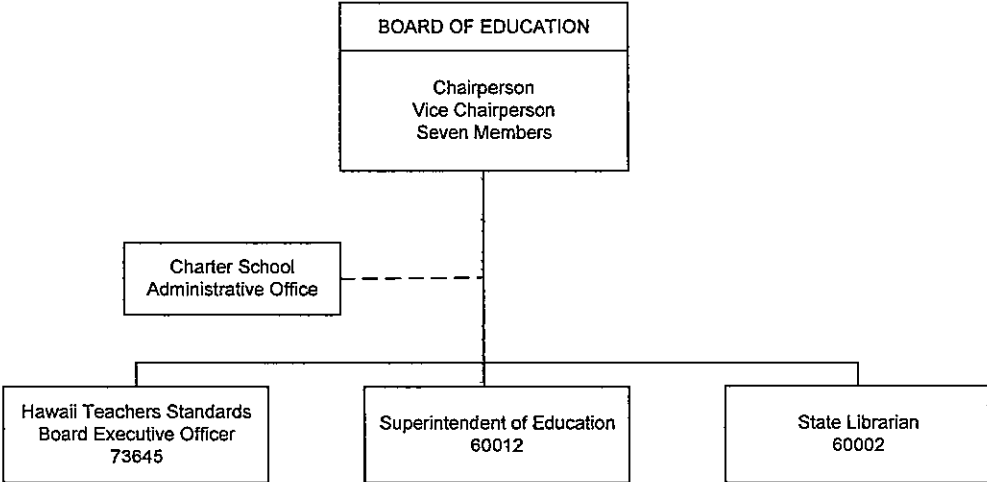 BOARD OF EDUCATION
Chairperson
Vice Chairperson
Seven Members
Charter School
Administrative Office
Hawaii Teachers Standards
Board Executive Officer
73645
Superintendent of Education
60012
State Librarian
60002